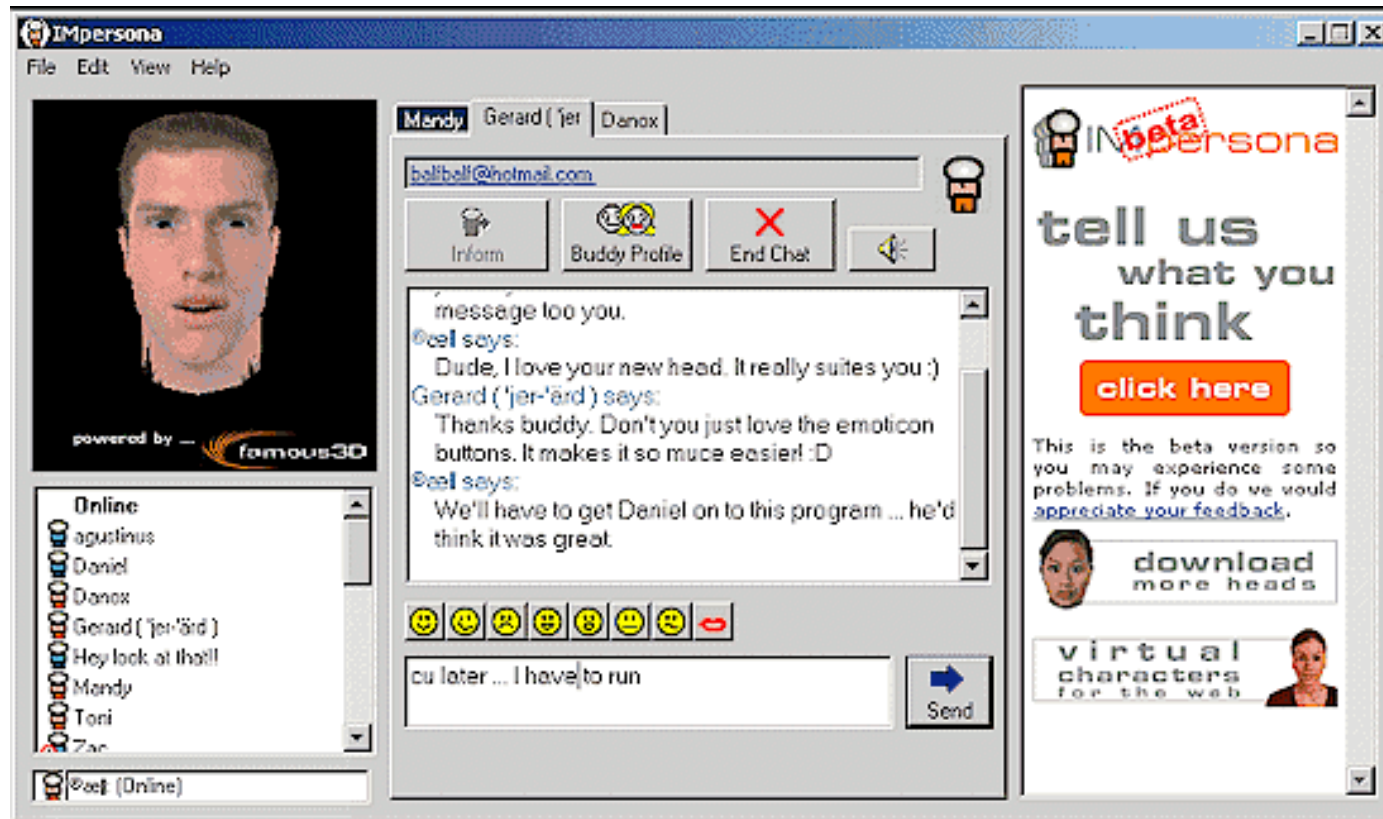 IMpersona
File Edit View Help
powered by ...
famous3D
Online
agustinus
Daniel
Danox
Gerard ( 'jer-'ärd )
Hey look at that!!
Mandy
Toni
Zac
(Online)
Mandy Gerard ( 'jer Danox
balfbalf@hotmail.com
Inform Buddy Profile End Chat
message too you.
says:
Dude, I love your new head. It really suites you :)
Gerard ( 'jer-'ärd ) says:
Thanks buddy. Don't you just love the emoticon
buttons. It makes it so muce easier! :D
says:
We'll have to get Daniel on to this program ... he'd
think it was great.
cu later ... I have to run
Send
IMpersona
beta
tell us
what you
think
click here
This is the beta version so
you may experience some
problems. If you do we would
appreciate your feedback.
download
more heads
virtual
characters
for the web